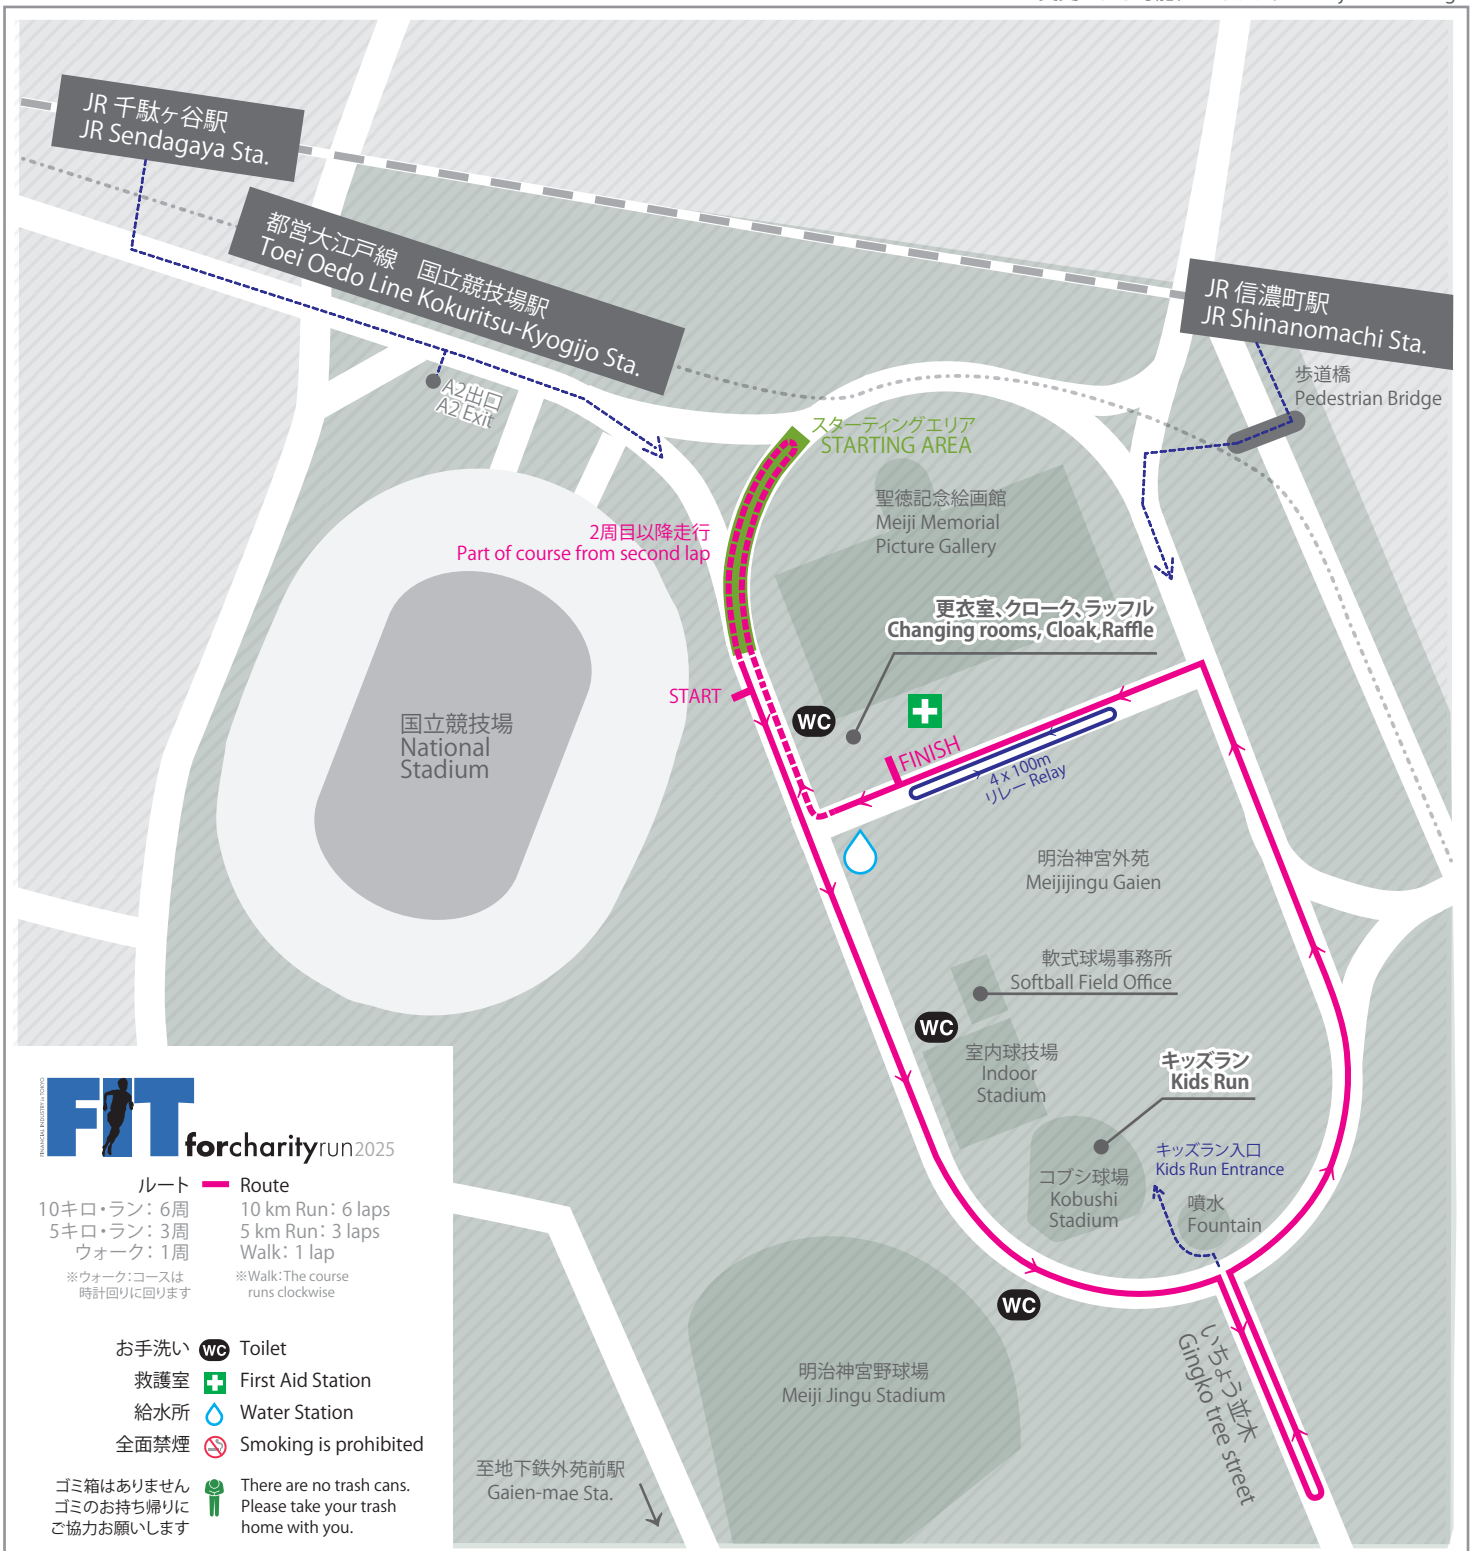 JR 千駄ヶ谷駅
JR Sendagaya Sta.
都営大江戸線　国立競技場駅
Toei Oedo Line Kokuritsu-Kyogijo Sta.
JR 信濃町駅
JR Shinanomachi Sta.
歩道橋
Pedestrian Bridge
A2出口
A2 Exit
スターティングエリア
STARTING AREA
聖徳記念絵画館
Meiji Memorial
Picture Gallery
2周目以降走行
Part of course from second lap
更衣室、クローク、ラッフル
Changing rooms, Cloak,Raffle
START
WC
FINISH
4 x 100m
リレー Relay
国立競技場
National
Stadium
明治神宮外苑
Meijijingu Gaien
軟式球場事務所
Softball Field Office
WC
室内球技場
Indoor
Stadium
キッズラン
Kids Run
キッズラン入口
Kids Run Entrance
コブシ球場
Kobushi
Stadium
噴水
Fountain
WC
いちょう並木
Gingko tree street
明治神宮野球場
Meiji Jingu Stadium
至地下鉄外苑前駅
Gaien-mae Sta.
FINANCIAL INDUSTRY in TOKYO
FIT
forcharityrun2025
ルート Route
10キロ・ラン： 6周 10 km Run： 6 laps
5キロ・ラン： 3周 5 km Run： 3 laps
ウォーク： 1周 Walk： 1 lap
※ウォーク：コースは ※Walk：The course
時計回りに回ります runs clockwise
お手洗い WC Toilet
救護室 First Aid Station
給水所 Water Station
全面禁煙 Smoking is prohibited
ゴミ箱はありません There are no trash cans.
ゴミのお持ち帰りに Please take your trash
ご協力お願いします home with you.